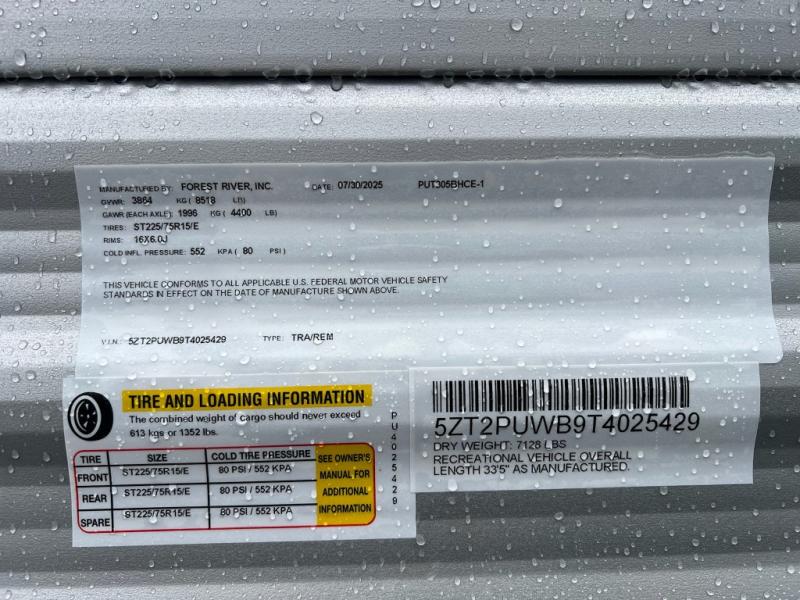 MANUFACTURED BY: FOREST RIVER, INC. DATE: 07/30/2025 PUT305BHCE-1
GVWR: 3864 KG ( 8518 LB)
GAWR (EACH AXLE): 1996 KG ( 4400 LB)
TIRES: ST225/75R15/E
RIMS: 16X6.0J
COLD INFL. PRESSURE: 552 KPA ( 80 PSI )
THIS VEHICLE CONFORMS TO ALL APPLICABLE U.S. FEDERAL MOTOR VEHICLE SAFETY
STANDARDS IN EFFECT ON THE DATE OF MANUFACTURE SHOWN ABOVE.
V.I.N.: 5ZT2PUWB9T4025429 TYPE: TRA/REM
TIRE AND LOADING INFORMATION
The combined weight of cargo should never exceed
613 kgs or 1352 lbs.
TIRE SIZE COLD TIRE PRESSURE
FRONT ST225/75R15/E 80 PSI / 552 KPA
REAR ST225/75R15/E 80 PSI / 552 KPA
SPARE ST225/75R15/E 80 PSI / 552 KPA
SEE OWNER'S
MANUAL FOR
ADDITIONAL
INFORMATION
PU4025429
5ZT2PUWB9T4025429
DRY WEIGHT: 7128 LBS
RECREATIONAL VEHICLE OVERALL
LENGTH 33'5" AS MANUFACTURED.